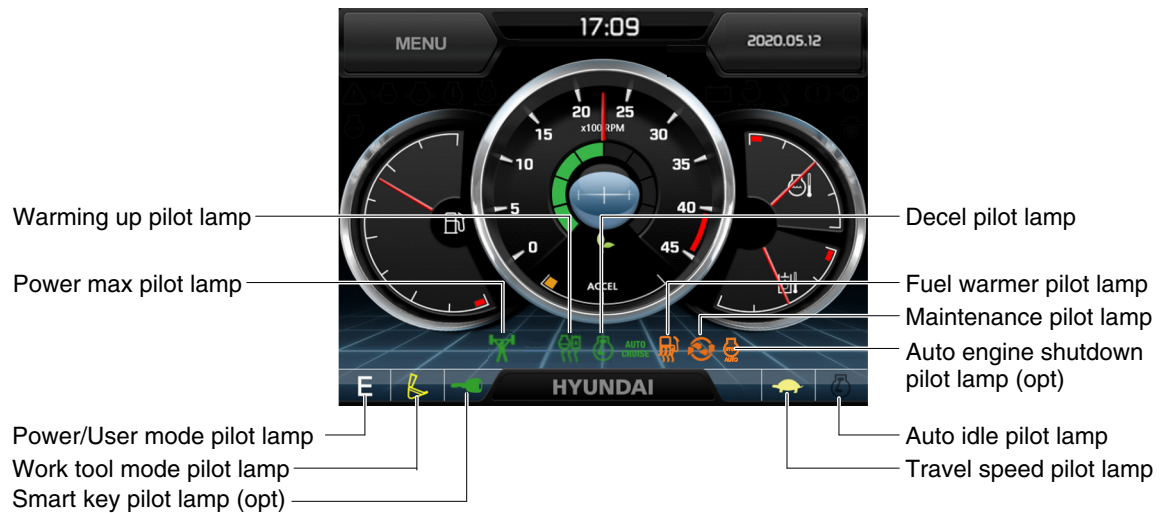 MENU
17:09
2020.05.12
20
25
x100 RPM
15
30
10
35
5
40
0
45
ACCEL
AUTO
CRUISE
AUTO
E
HYUNDAI
Warming up pilot lamp
Power max pilot lamp
Power/User mode pilot lamp
Work tool mode pilot lamp
Smart key pilot lamp (opt)
Decel pilot lamp
Fuel warmer pilot lamp
Maintenance pilot lamp
Auto engine shutdown
pilot lamp (opt)
Auto idle pilot lamp
Travel speed pilot lamp